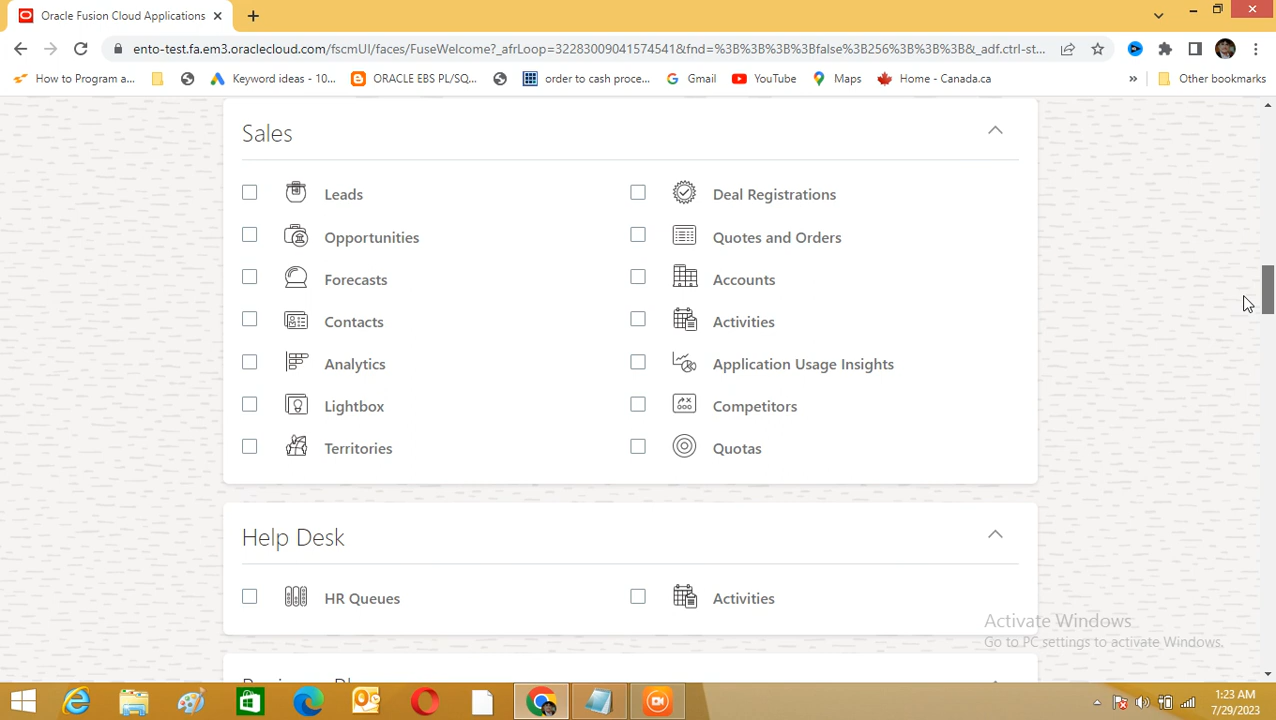 Oracle Fusion Cloud Applications
ento-test.fa.em3.oraclecloud.com/fscmUI/faces/FuseWelcome?_afrLoop=32283009041574541&fnd=%3B%3B%3B%3Bfalse%3B256%3B%3B%3B&_adf.ctrl-st...
How to Program a...
Keyword ideas - 10...
ORACLE EBS PL/SQ...
order to cash proce...
Gmail
YouTube
Maps
Home - Canada.ca
»
Other bookmarks
Sales
Leads
Deal Registrations
Opportunities
Quotes and Orders
Forecasts
Accounts
Contacts
Activities
Analytics
Application Usage Insights
Lightbox
Competitors
Territories
Quotas
Help Desk
HR Queues
Activities
Activate Windows
Go to PC settings to activate Windows.
1:23 AM
7/29/2023